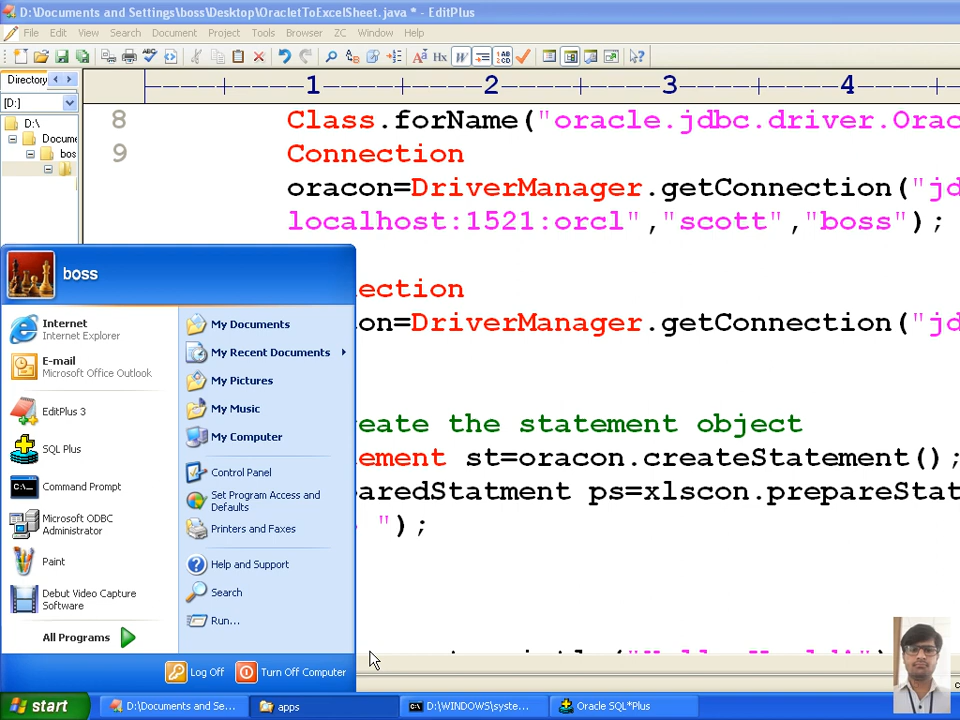 D:\Documents and Settings\boss\Desktop\OracletToExcelSheet.java * - EditPlus
File Edit View Search Document Project Tools Browser ZC Window Help
Directory
[D:]
D:\
Docume
bos
1 2 3 4
8 Class.forName("oracle.jdbc.driver.Orac
9 Connection
oracon=DriverManager.getConnection("jd
localhost:1521:orcl","scott","boss");
ection
on=DriverManager.getConnection("jd
eate the statement object
ement st=oracon.createStatement();
paredStatment ps=xlscon.prepareStat
");
boss
Internet
Internet Explorer
E-mail
Microsoft Office Outlook
EditPlus 3
SQL Plus
Command Prompt
Microsoft ODBC
Administrator
Paint
Debut Video Capture
Software
All Programs
My Documents
My Recent Documents
My Pictures
My Music
My Computer
Control Panel
Set Program Access and
Defaults
Printers and Faxes
Help and Support
Search
Run...
Log Off Turn Off Computer
start D:\Documents and Se... apps D:\WINDOWS\syste... Oracle SQL*Plus